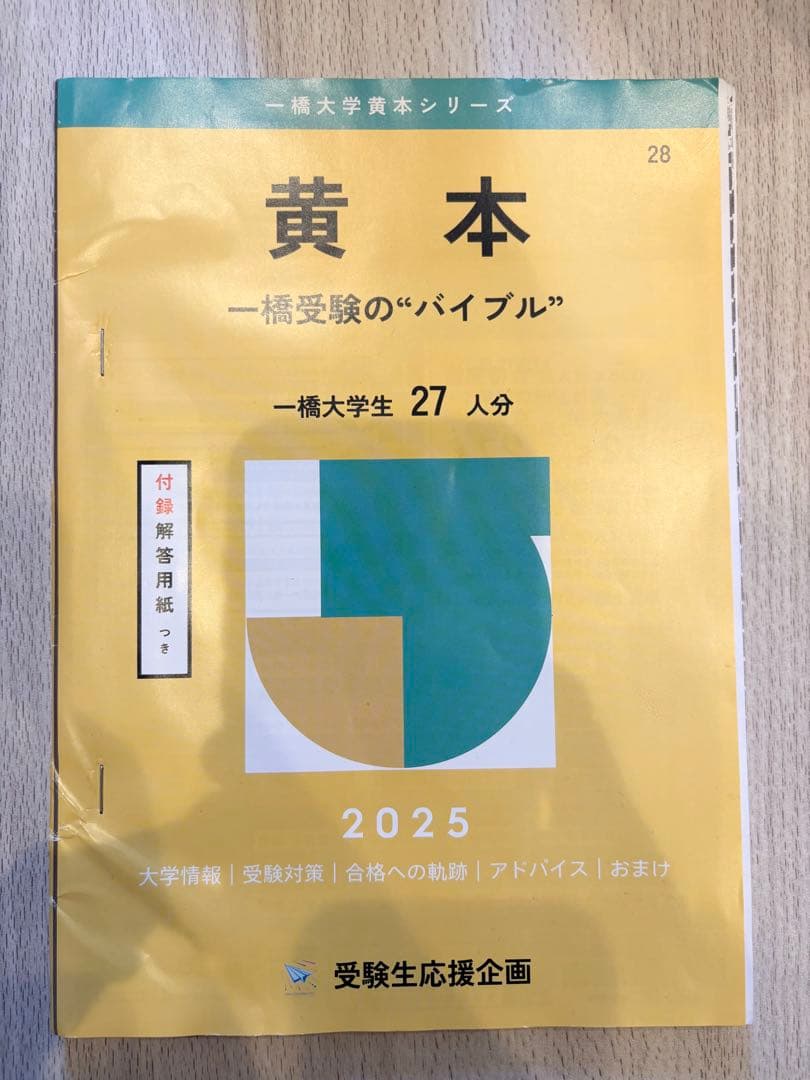 一橋大学黄本シリーズ
28
黄本
一橋受験の“バイブル”
一橋大学生 27 人分
付録解答用紙つき
2025
大学情報｜受験対策｜合格への軌跡｜アドバイス｜おまけ
受験生応援企画